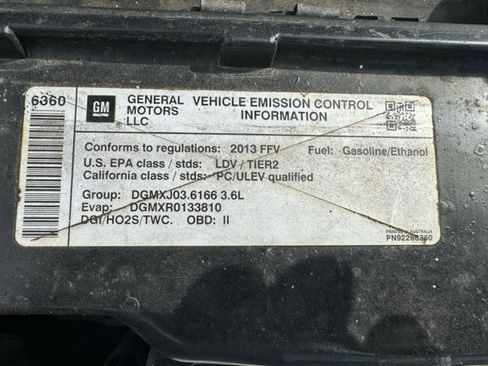 6360
GM
GENERAL MOTORS LLC
VEHICLE EMISSION CONTROL INFORMATION
Conforms to regulations: 2013 FFV Fuel: Gasoline/Ethanol
U.S. EPA class / stds: LDV / TIER2
California class / stds: PC/ULEV qualified
Group: DGMXJ03.6166 3.6L
Evap: DGMXR0133810
DGI/HO2S/TWC. OBD: II
PRINTED IN AUSTRALIA
PN92266360